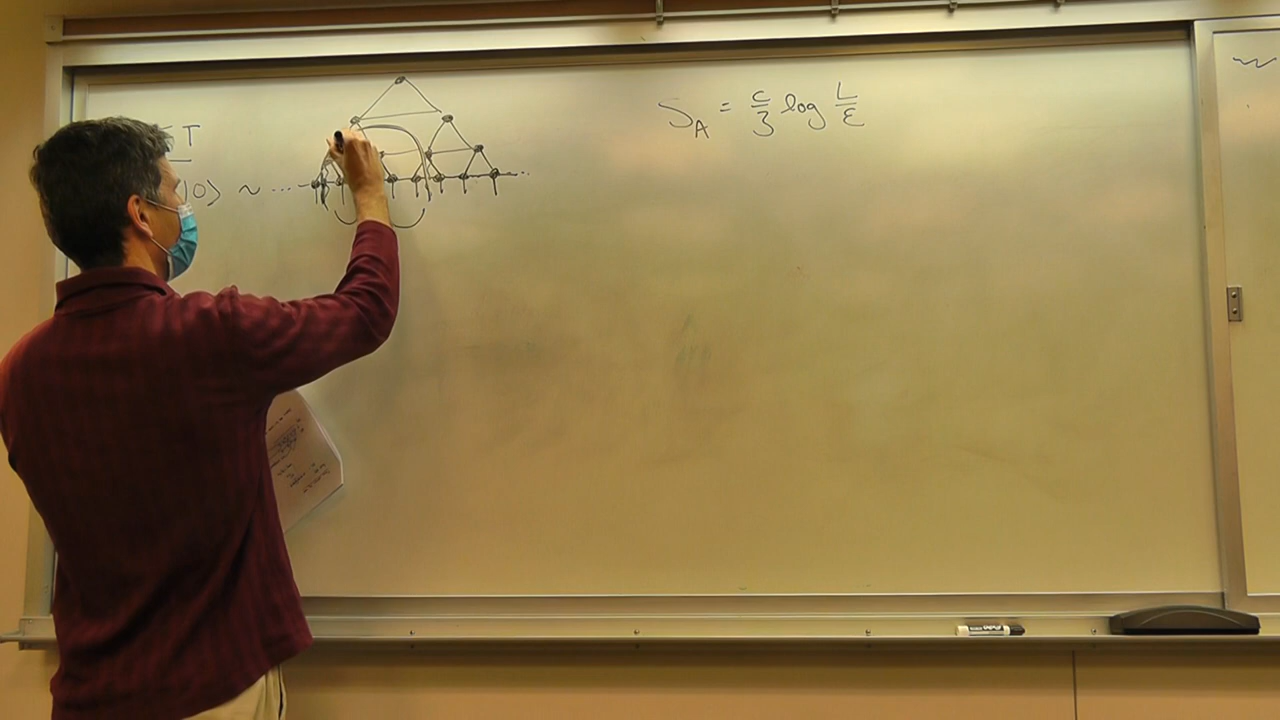 T
|0⟩ ~ ...
S_A = c/3 log L/ε